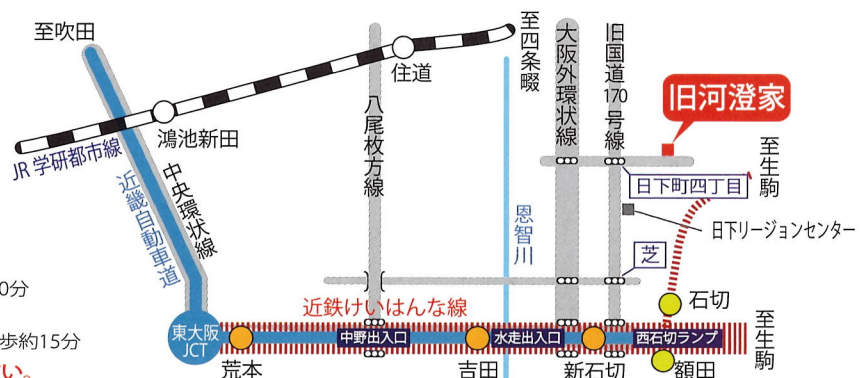 至吹田
JR 学研都市線
鴻池新田
住道
至四条畷
近畿自動車道
中央環状線
八尾枚方線
恩智川
大阪外環状線
旧国道170号線
旧河澄家
至生駒
日下町四丁目
日下リージョンセンター
芝
0分
歩約15分
い。
近鉄けいはんな線
東大阪
JCT
荒本
中野出入口
吉田
水走出入口
新石切
西石切ランプ
石切
額田
至生駒